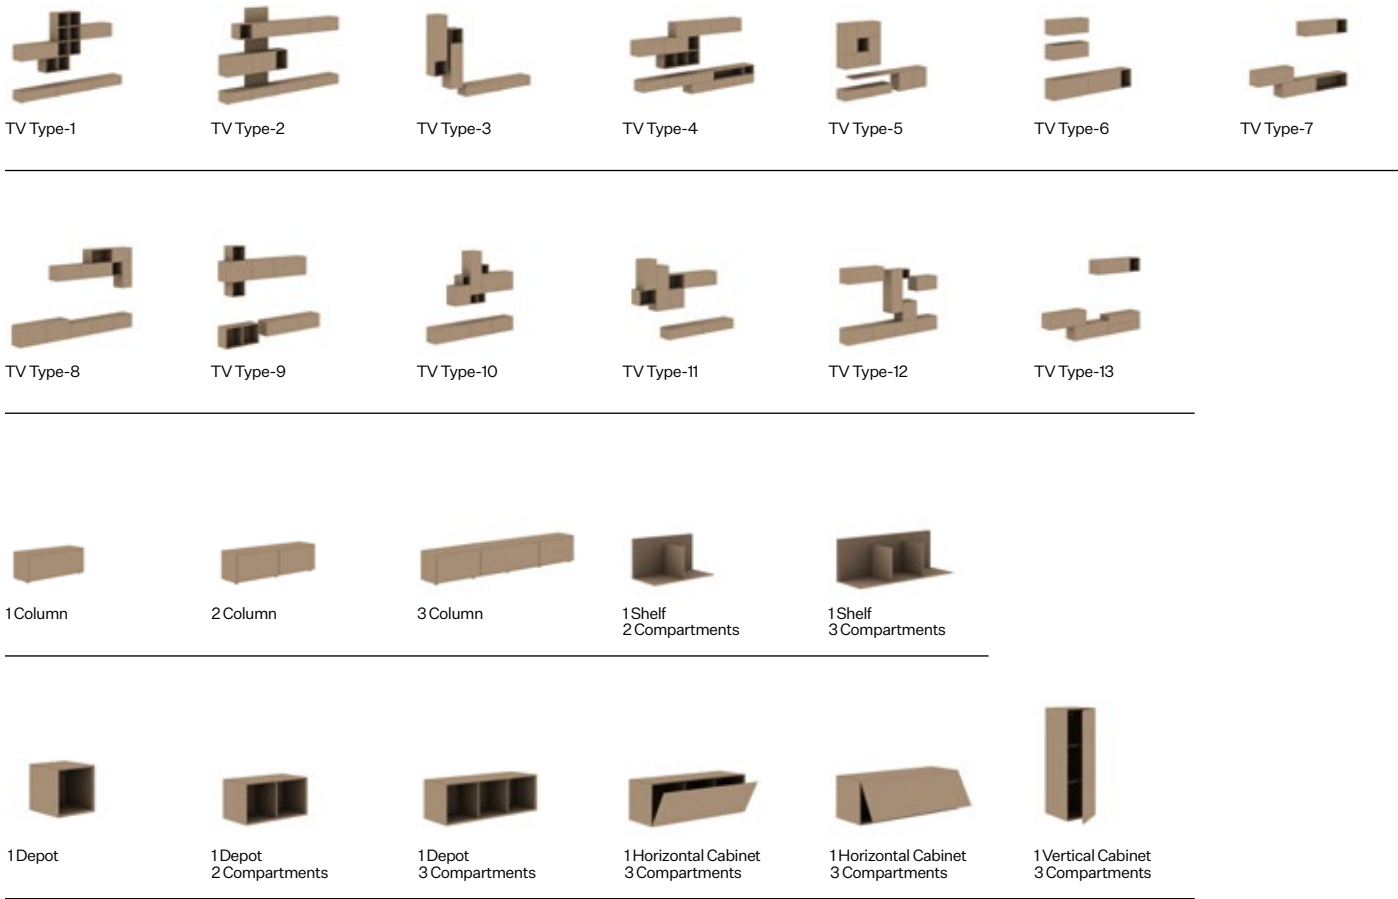 TV Type-1
TV Type-2
TV Type-3
TV Type-4
TV Type-5
TV Type-6
TV Type-7
TV Type-8
TV Type-9
TV Type-10
TV Type-11
TV Type-12
TV Type-13
1 Column
2 Column
3 Column
1 Shelf
2 Compartments
1 Shelf
3 Compartments
1 Depot
1 Depot
2 Compartments
1 Depot
3 Compartments
1 Horizontal Cabinet
3 Compartments
1 Horizontal Cabinet
3 Compartments
1 Vertical Cabinet
3 Compartments